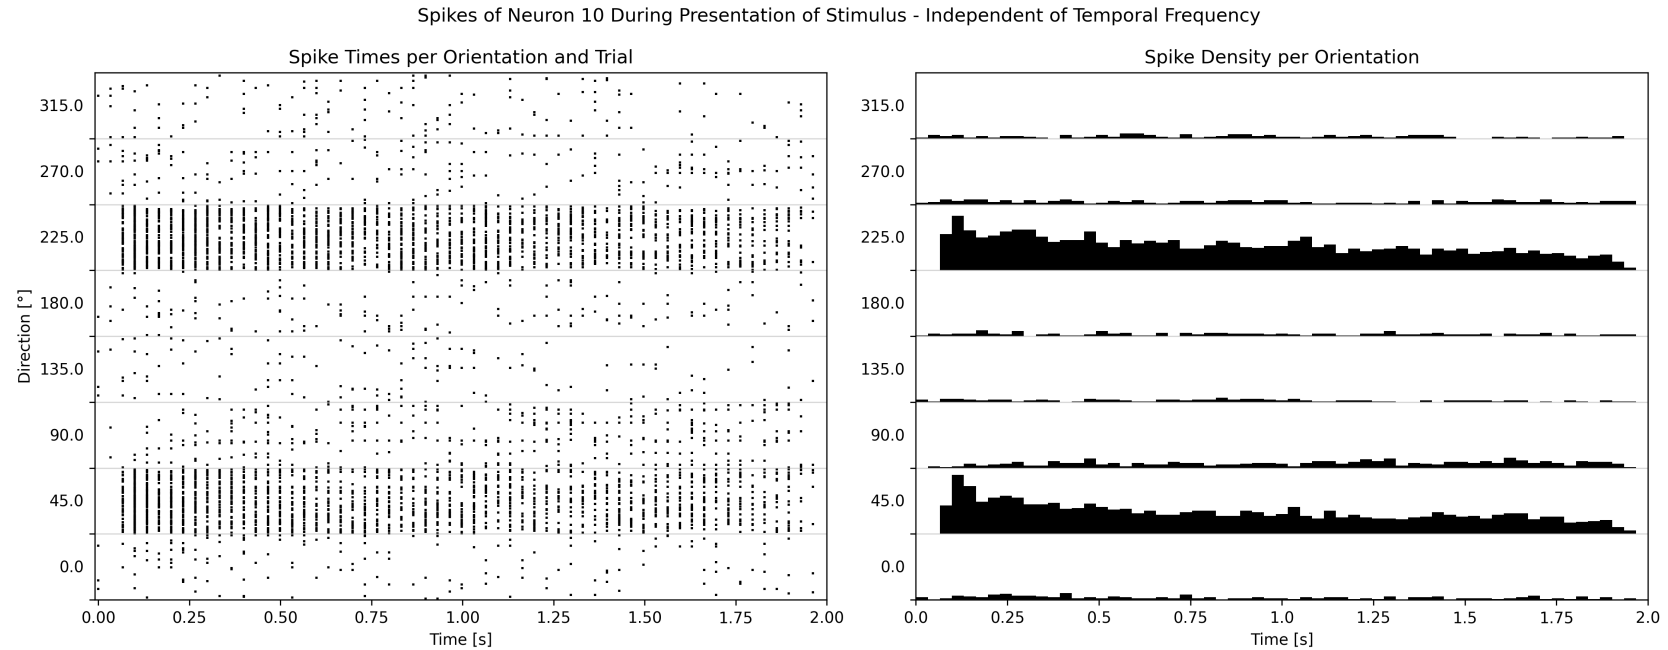 Spikes of Neuron 10 During Presentation of Stimulus - Independent of Temporal Frequency
Spike Times per Orientation and Trial
Direction [°]
315.0
270.0
225.0
180.0
135.0
90.0
45.0
0.0
0.00 0.25 0.50 0.75 1.00 1.25 1.50 1.75 2.00
Time [s]
Spike Density per Orientation
315.0
270.0
225.0
180.0
135.0
90.0
45.0
0.0
0.0 0.25 0.5 0.75 1.0 1.25 1.5 1.75 2.0
Time [s]